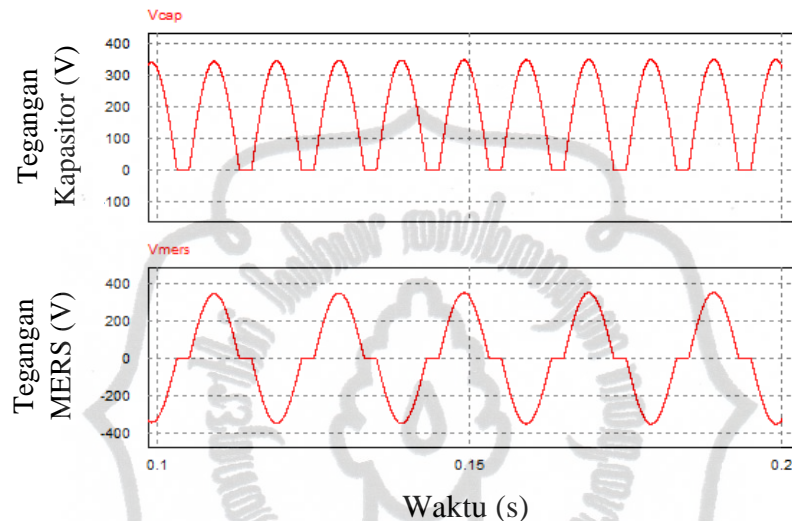 Vcap
400
300
200
100
0
-100
Tegangan
Kapasitor (V)
Vmers
400
200
0
-200
-400
Tegangan
MERS (V)
0.1
0.15
0.2
Waktu (s)